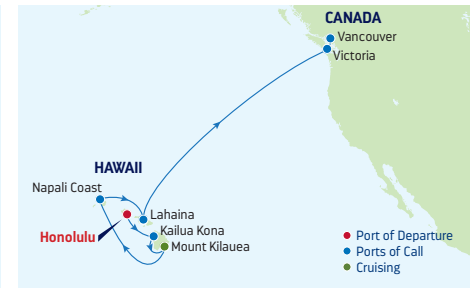 CANADA
Vancouver
Victoria
HAWAII
Napali Coast
Lahaina
Kailua Kona
Honolulu
Mount Kilauea
Port of Departure
Ports of Call
Cruising